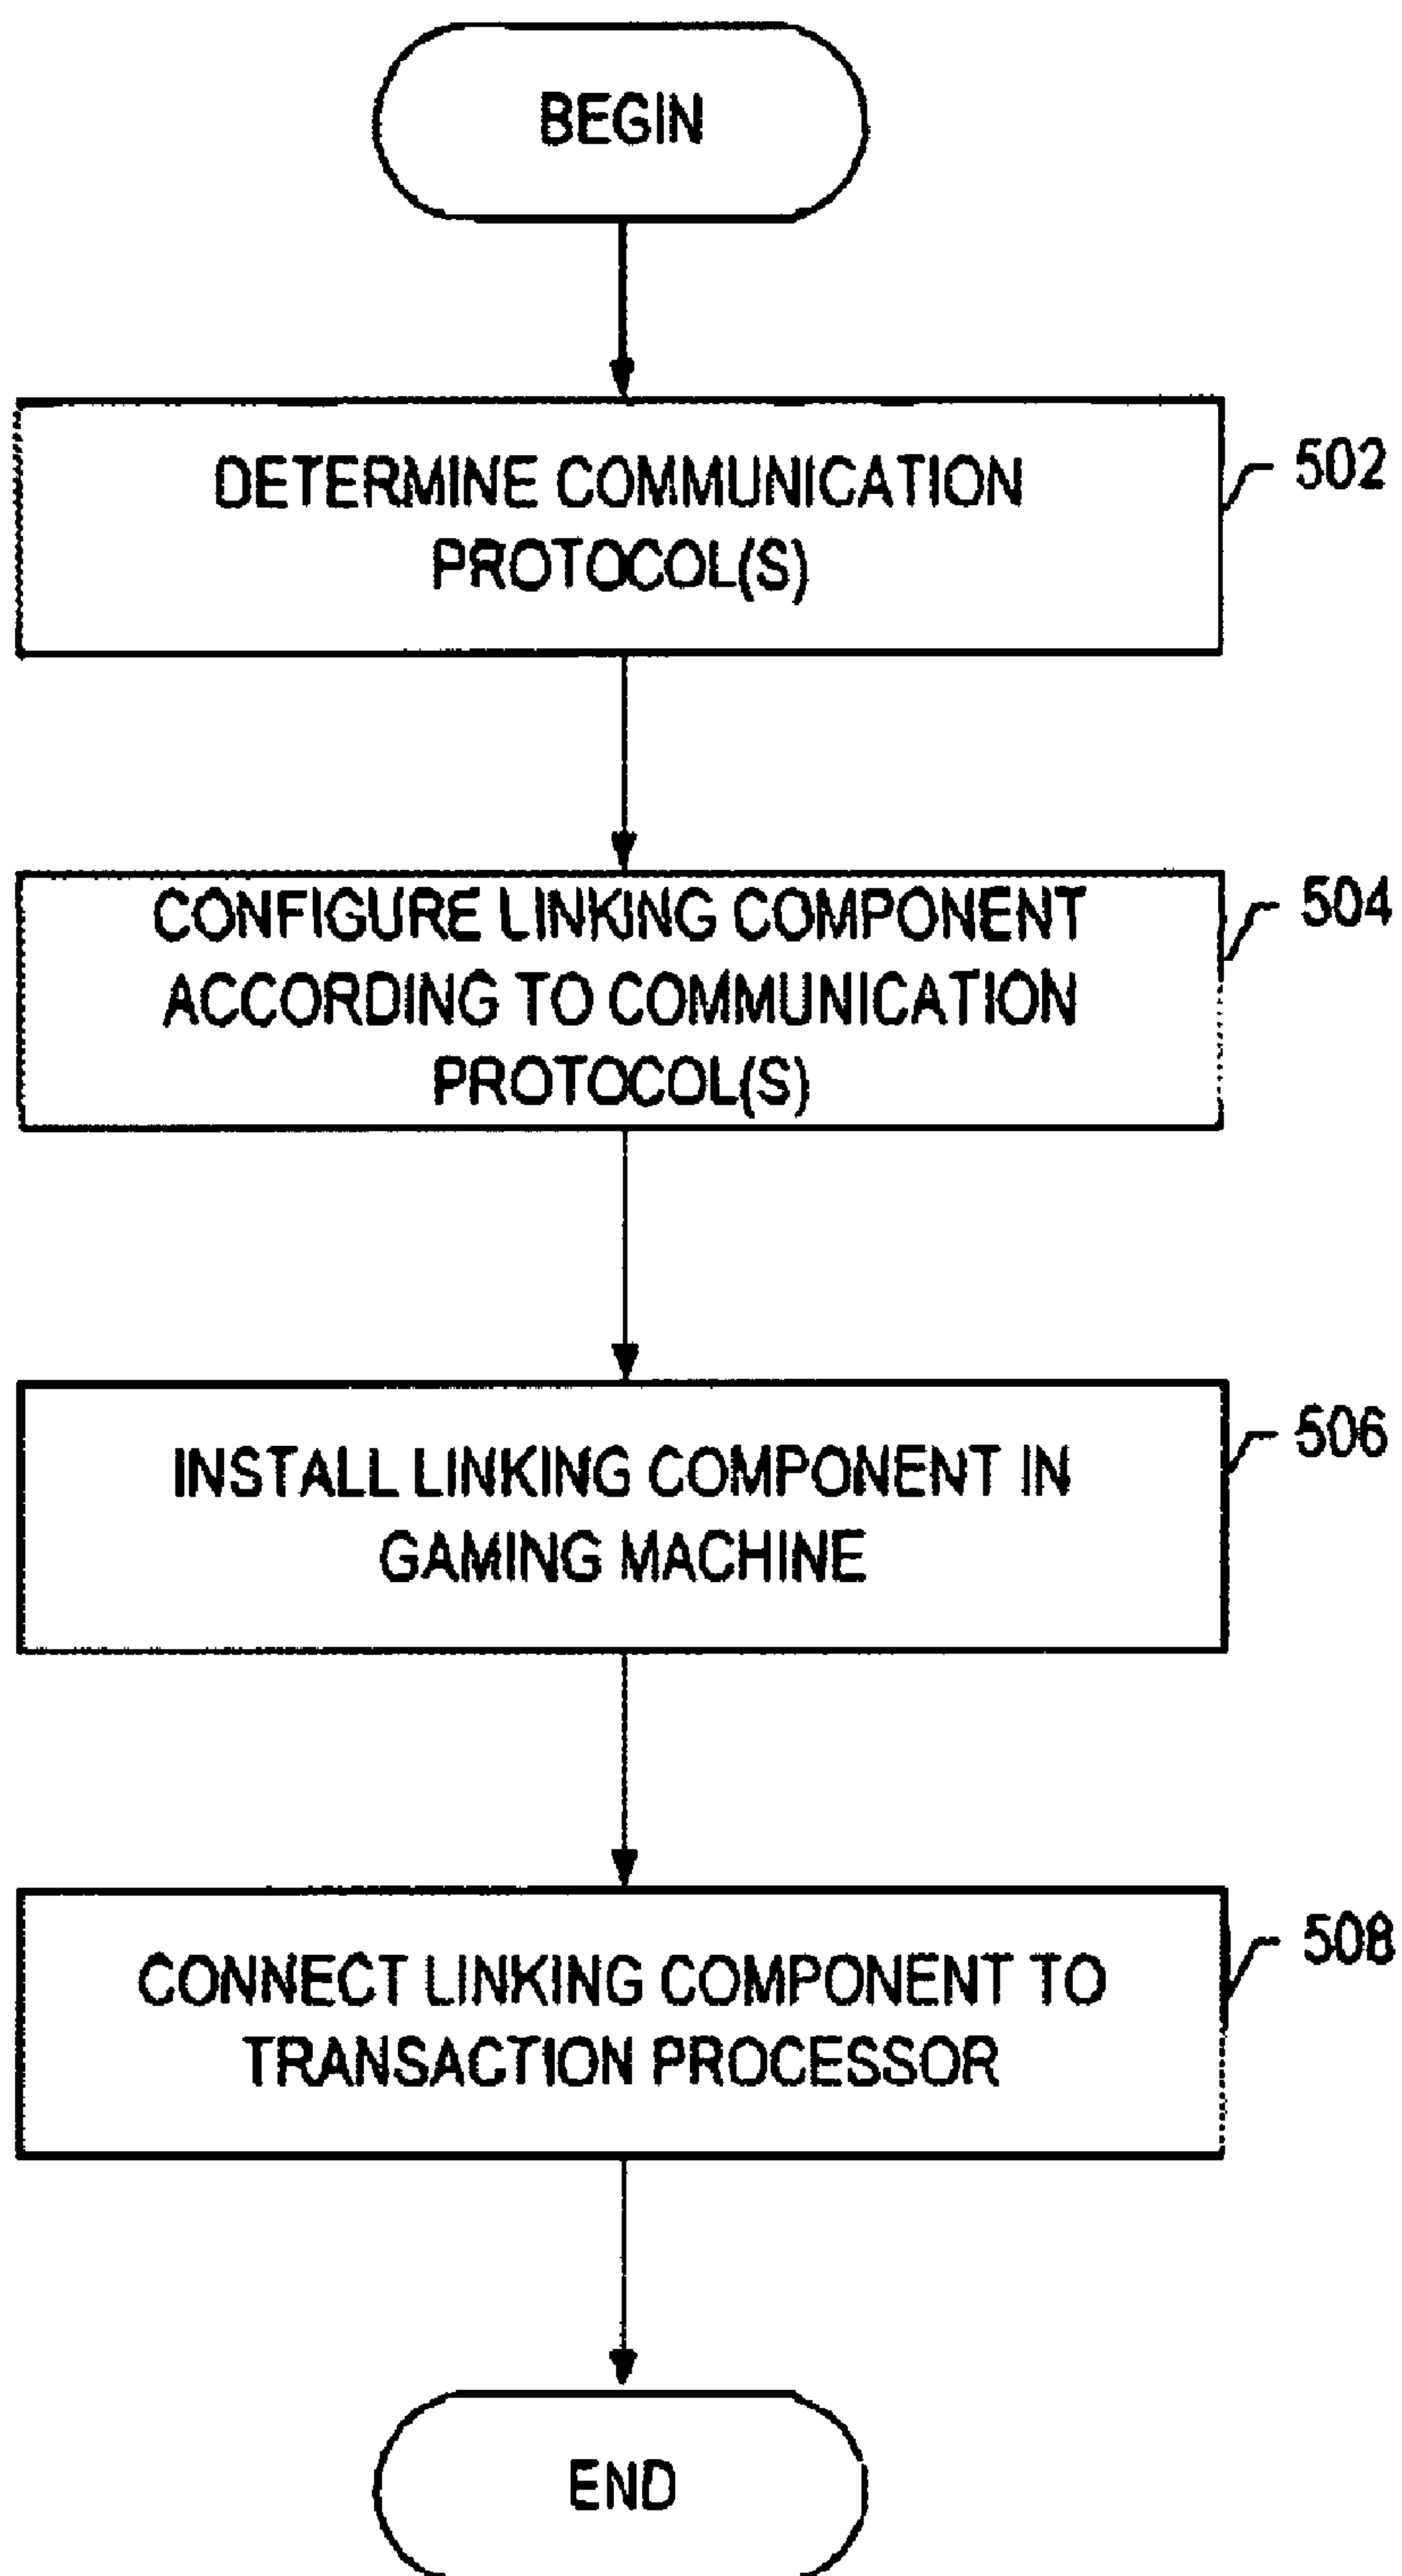 BEGIN
DETERMINE COMMUNICATION
PROTOCOL(S)
502
CONFIGURE LINKING COMPONENT
ACCORDING TO COMMUNICATION
PROTOCOL(S)
504
INSTALL LINKING COMPONENT IN
GAMING MACHINE
506
CONNECT LINKING COMPONENT TO
TRANSACTION PROCESSOR
508
END